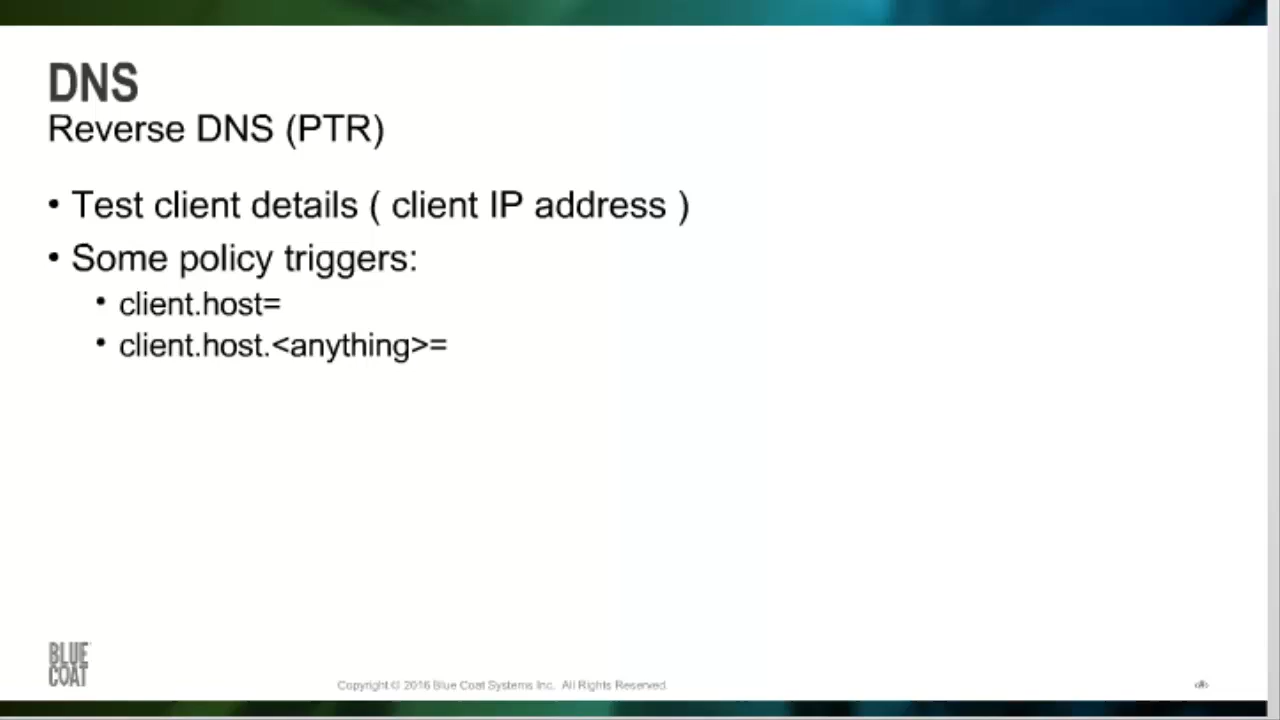 DNS
Reverse DNS (PTR)
• Test client details ( client IP address )
• Some policy triggers:
• client.host=
• client.host.<anything>=
BLUE
COAT
Copyright © 2016 Blue Coat Systems Inc. All Rights Reserved.
‹#›